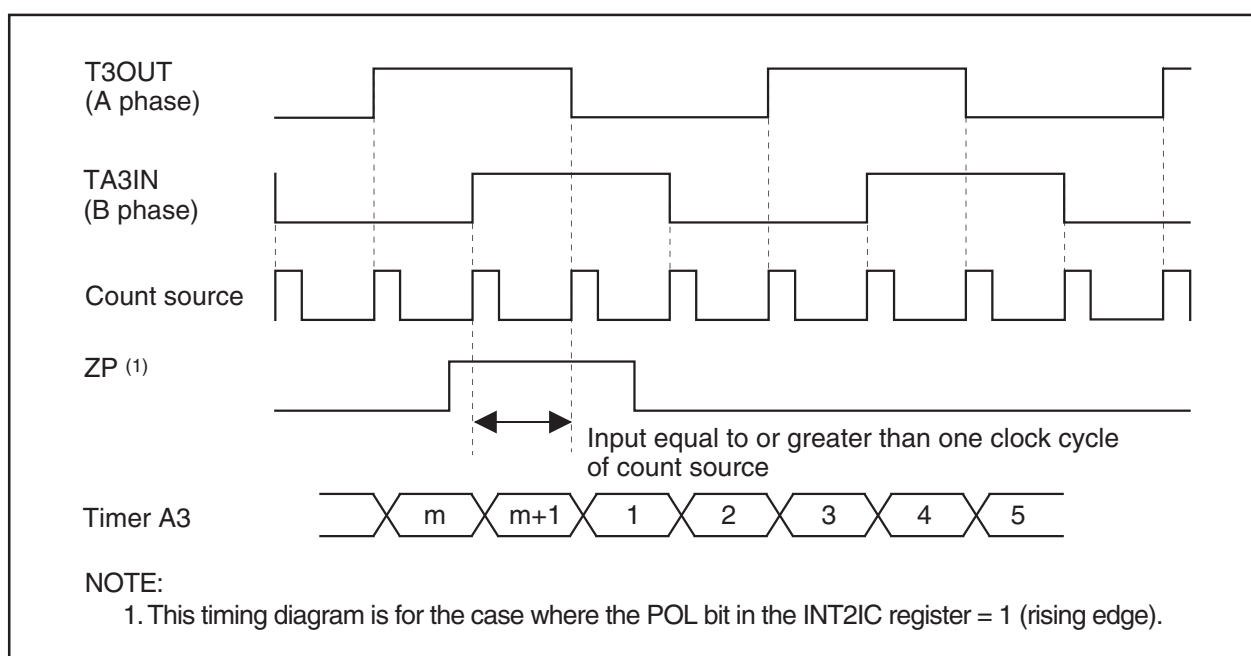 T3OUT
(A phase)
TA3IN
(B phase)
Count source
ZP (1)
Input equal to or greater than one clock cycle
of count source
Timer A3
m
m+1
1
2
3
4
5
NOTE:
1. This timing diagram is for the case where the POL bit in the INT2IC register = 1 (rising edge).